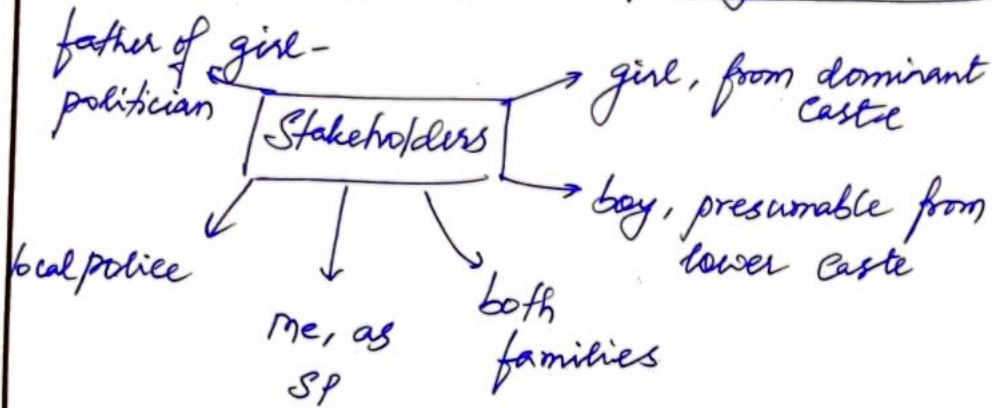 father of girl -
politician
girl, from dominant
caste
Stakeholders
boy, presumable from
lower caste
local police
me, as
SP
both
families